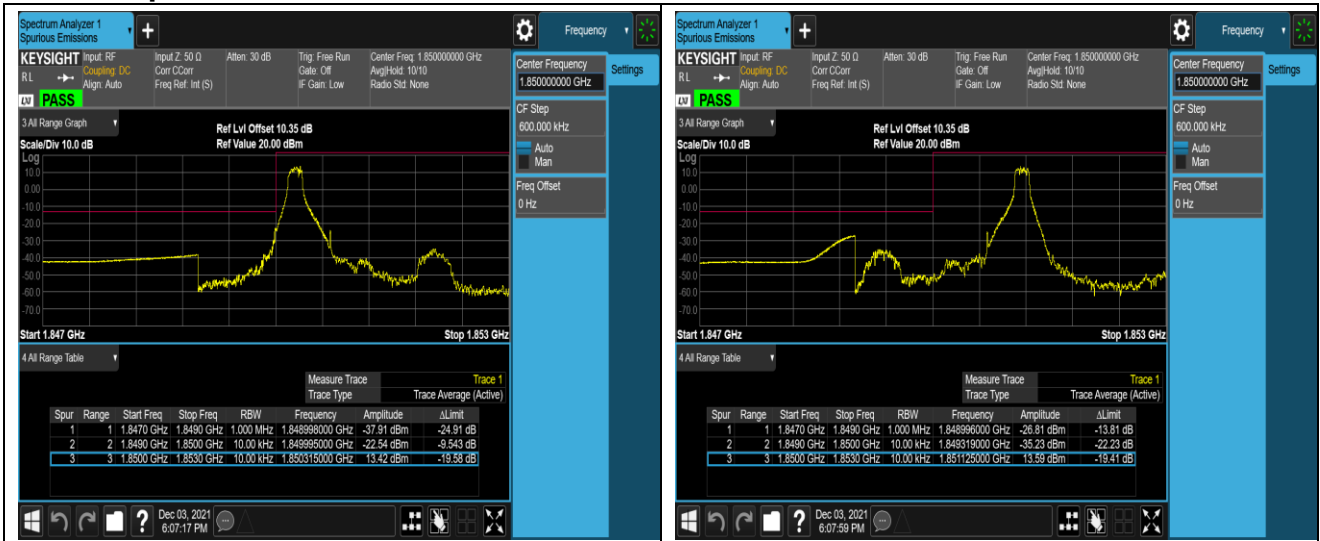 Spectrum Analyzer 1
Spurious Emissions
Frequency
KEYSIGHT Input: RF Input Z: 50 Ω Atten: 30 dB Trig: Free Run Center Freq: 1.850000000 GHz
Coupling: DC Corr CCorr Gate: Off Avg|Hold: 10/10
RL Align: Auto Freq Ref: Int (S) IF Gain: Low Radio Std: None
LXI PASS
Center Frequency
1.850000000 GHz
Settings
CF Step
600.000 kHz
Auto
Man
Freq Offset
0 Hz
3 All Range Graph
Ref Lvl Offset 10.35 dB
Scale/Div 10.0 dB Ref Value 20.00 dBm
Log
10.0
0.00
-10.0
-20.0
-30.0
-40.0
-50.0
-60.0
-70.0
Start 1.847 GHz Stop 1.853 GHz
4 All Range Table
Measure Trace Trace 1
Trace Type Trace Average (Active)
Spur Range Start Freq Stop Freq RBW Frequency Amplitude ΔLimit
1 1 1.8470 GHz 1.8490 GHz 1.000 MHz 1.848998000 GHz -37.91 dBm -24.91 dB
2 2 1.8490 GHz 1.8500 GHz 10.00 kHz 1.849995000 GHz -22.54 dBm -9.543 dB
3 3 1.8500 GHz 1.8530 GHz 10.00 kHz 1.850315000 GHz 13.42 dBm -19.58 dB
Dec 03, 2021
6:07:17 PM
Spectrum Analyzer 1
Spurious Emissions
Frequency
KEYSIGHT Input: RF Input Z: 50 Ω Atten: 30 dB Trig: Free Run Center Freq: 1.850000000 GHz
Coupling: DC Corr CCorr Gate: Off Avg|Hold: 10/10
RL Align: Auto Freq Ref: Int (S) IF Gain: Low Radio Std: None
LXI PASS
Center Frequency
1.850000000 GHz
Settings
CF Step
600.000 kHz
Auto
Man
Freq Offset
0 Hz
3 All Range Graph
Ref Lvl Offset 10.35 dB
Scale/Div 10.0 dB Ref Value 20.00 dBm
Log
10.0
0.00
-10.0
-20.0
-30.0
-40.0
-50.0
-60.0
-70.0
Start 1.847 GHz Stop 1.853 GHz
4 All Range Table
Measure Trace Trace 1
Trace Type Trace Average (Active)
Spur Range Start Freq Stop Freq RBW Frequency Amplitude ΔLimit
1 1 1.8470 GHz 1.8490 GHz 1.000 MHz 1.848996000 GHz -26.81 dBm -13.81 dB
2 2 1.8490 GHz 1.8500 GHz 10.00 kHz 1.849319000 GHz -35.23 dBm -22.23 dB
3 3 1.8500 GHz 1.8530 GHz 10.00 kHz 1.851125000 GHz 13.59 dBm -19.41 dB
Dec 03, 2021
6:07:59 PM